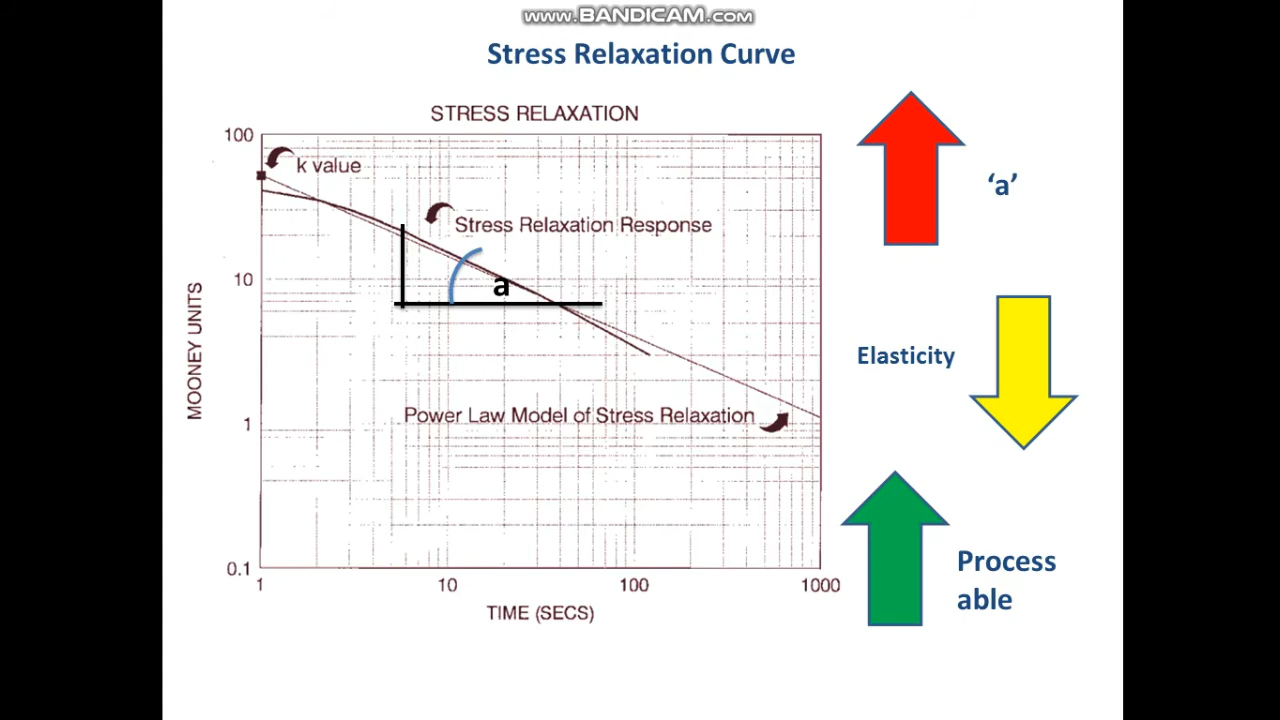 www.BANDICAM.com
Stress Relaxation Curve
STRESS RELAXATION
100
k value
‘a’
Stress Relaxation Response
10
a
MOONEY UNITS
Elasticity
Power Law Model of Stress Relaxation
1
Process
able
0.1
1
10
100
1000
TIME (SECS)